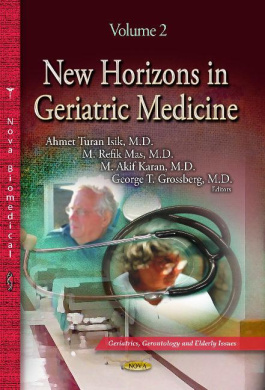 Volume 2
New Horizons in
Geriatric Medicine
Ahmet Turan Isik, M.D.
M. Refik Mas, M.D.
M. Akif Karan, M.D.
George T. Grossberg, M.D.
Editors
Nova Biomedical
Geriatrics, Gerontology and Elderly Issues
NOVA